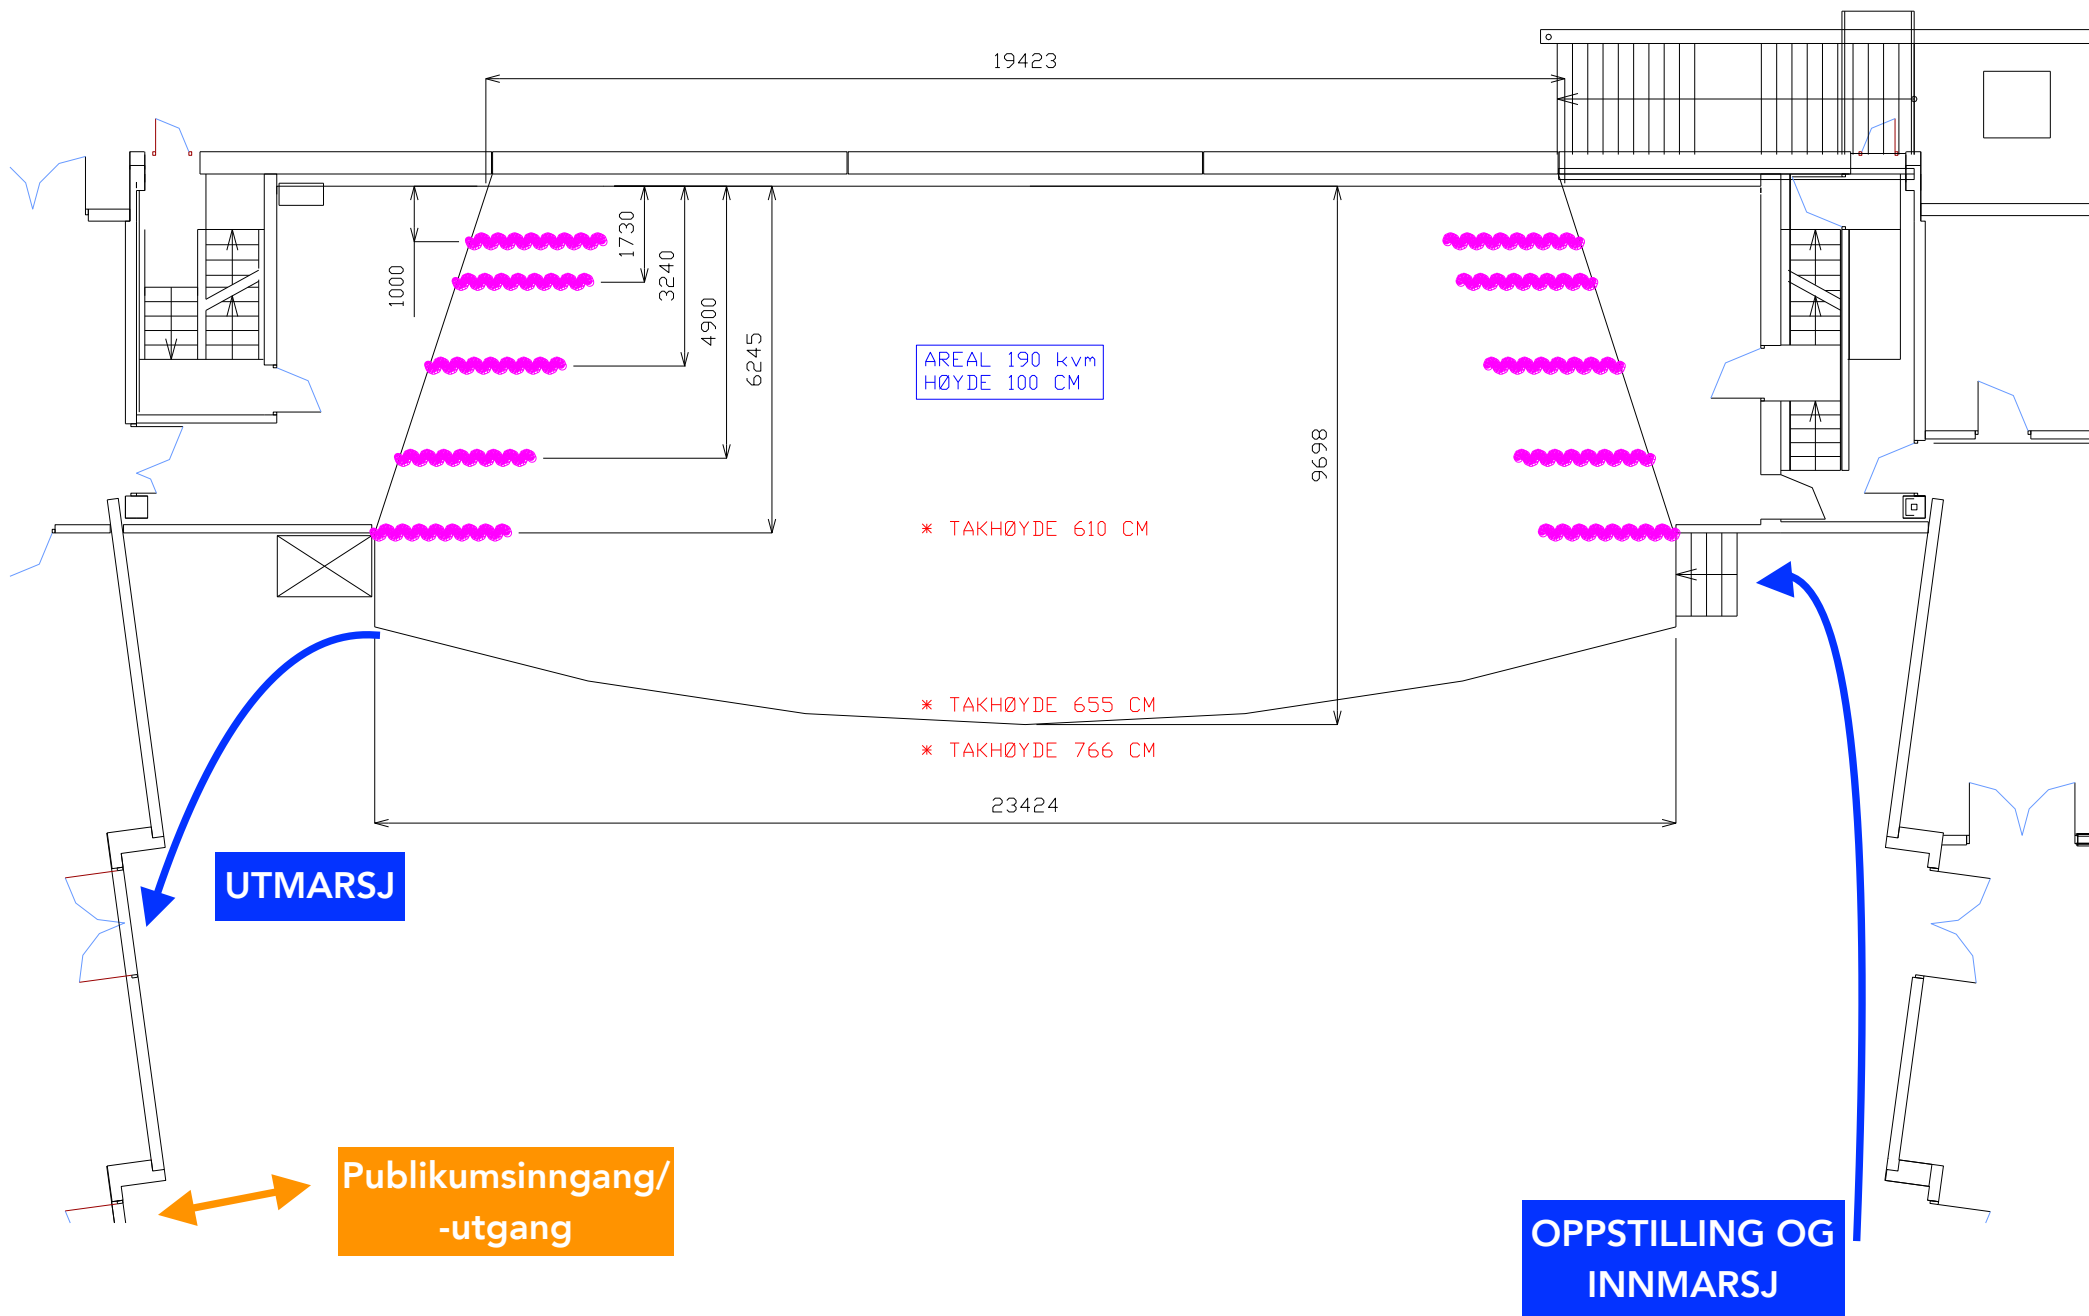 19423
1000
1730
3240
4900
6245
AREAL 190 kvm
HØYDE 100 CM
9698
* TAKHØYDE 610 CM
* TAKHØYDE 655 CM
* TAKHØYDE 766 CM
23424
UTMARSJ
Publikumsinngang/
-utgang
OPPSTILLING OG
INNMARSJ